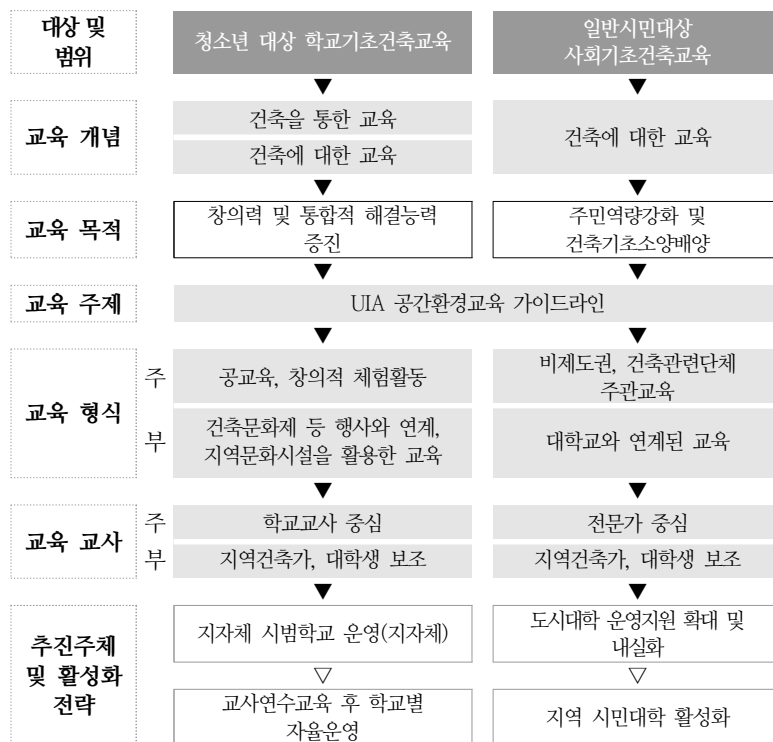 대상 및
범위
청소년 대상 학교기초건축교육
일반시민대상
사회기초건축교육
교육 개념
건축을 통한 교육
건축에 대한 교육
건축에 대한 교육
교육 목적
창의력 및 통합적 해결능력
증진
주민역량강화 및
건축기초소양배양
교육 주제
UIA 공간환경교육 가이드라인
교육 형식
주
공교육, 창의적 체험활동
비제도권, 건축관련단체
주관교육
부
건축문화제 등 행사와 연계,
지역문화시설을 활용한 교육
대학교와 연계된 교육
교육 교사
주
학교교사 중심
전문가 중심
부
지역건축가, 대학생 보조
지역건축가, 대학생 보조
추진주체
및 활성화
전략
지자체 시범학교 운영(지자체)
도시대학 운영지원 확대 및
내실화
교사연수교육 후 학교별
자율운영
지역 시민대학 활성화